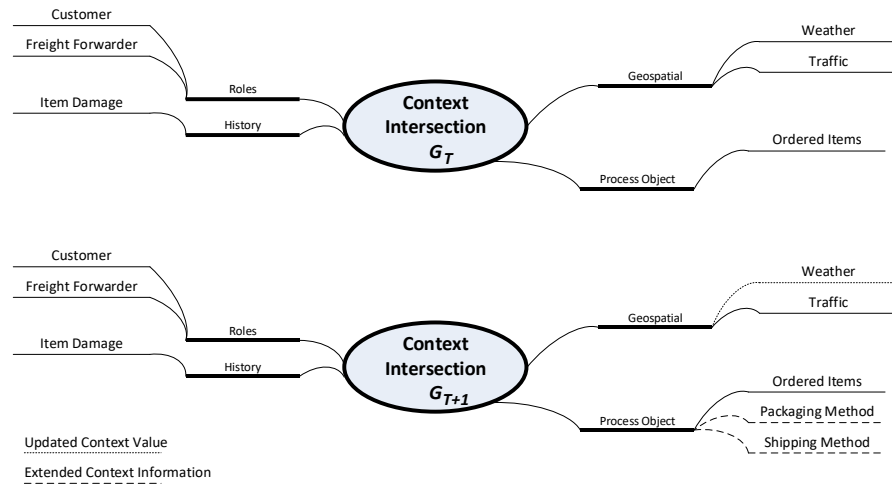 Customer
Freight Forwarder
Item Damage
Roles
History
Context
Intersection
G_T
Geospatial
Process Object
Weather
Traffic
Ordered Items
Customer
Freight Forwarder
Item Damage
Roles
History
Context
Intersection
G_T+1
Geospatial
Process Object
Weather
Traffic
Ordered Items
Packaging Method
Shipping Method
Updated Context Value
Extended Context Information